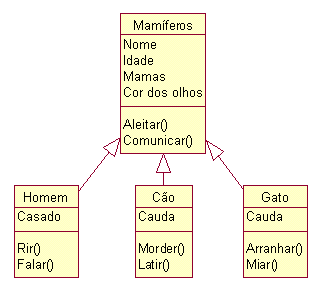 Mamíferos
Nome
Idade
Mamas
Cor dos olhos
Aleitar()
Comunicar()
Homem
Casado
Rir()
Falar()
Cão
Cauda
Morder()
Latir()
Gato
Cauda
Arranhar()
Miar()